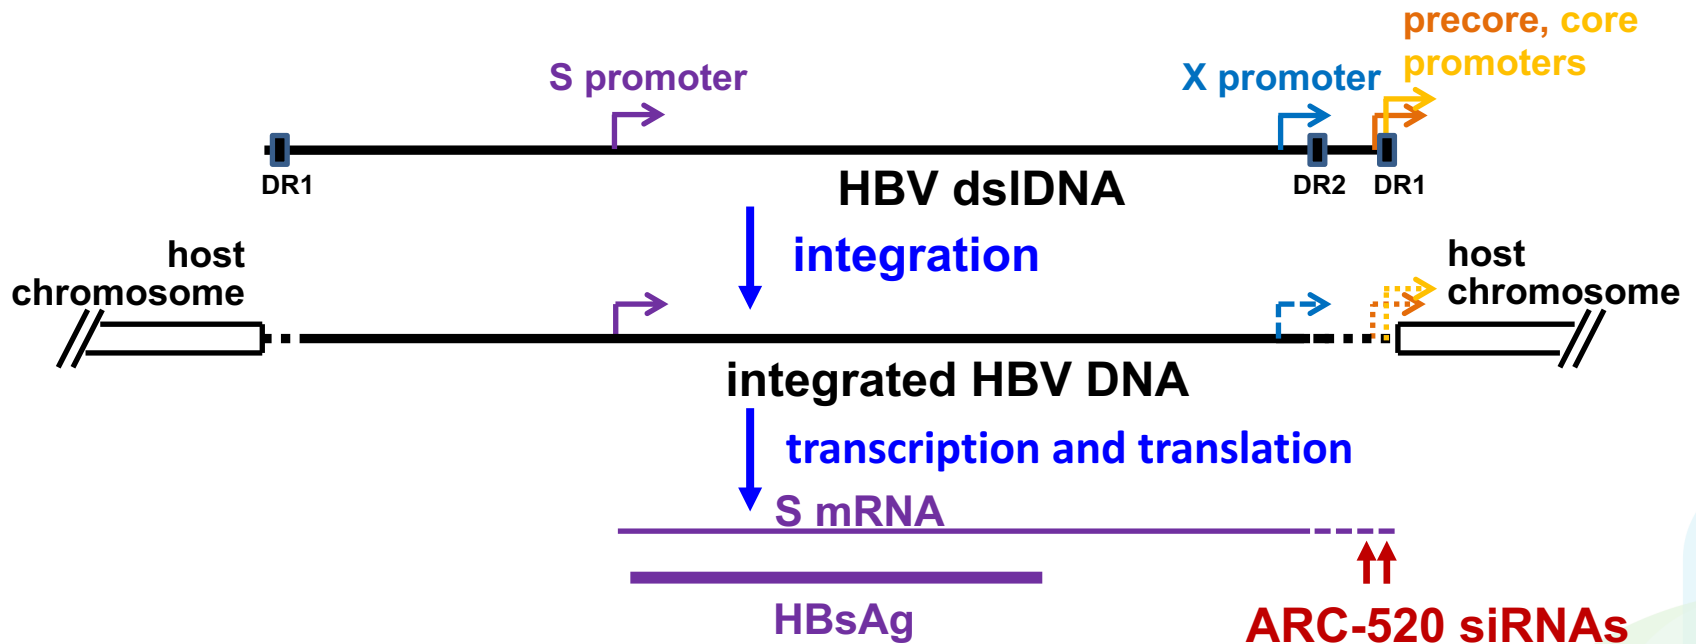 precore, core
promoters
S promoter
X promoter
DR1
DR2
DR1
HBV dslDNA
integration
host
chromosome
host
chromosome
integrated HBV DNA
transcription and translation
S mRNA
HBsAg
ARC-520 siRNAs